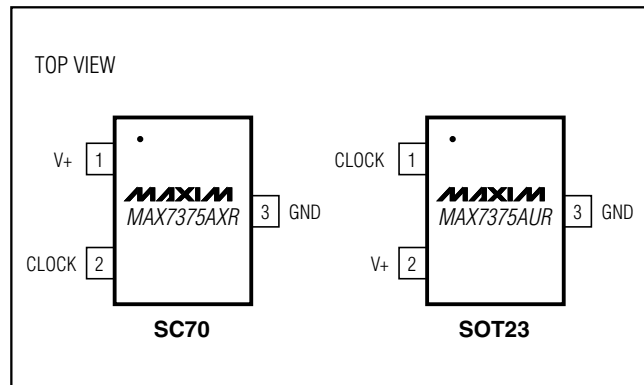 TOP VIEW
V+ 1
CLOCK 2
MAXIM
MAX7375AXR
3 GND
SC70
CLOCK 1
V+ 2
MAXIM
MAX7375AUR
3 GND
SOT23